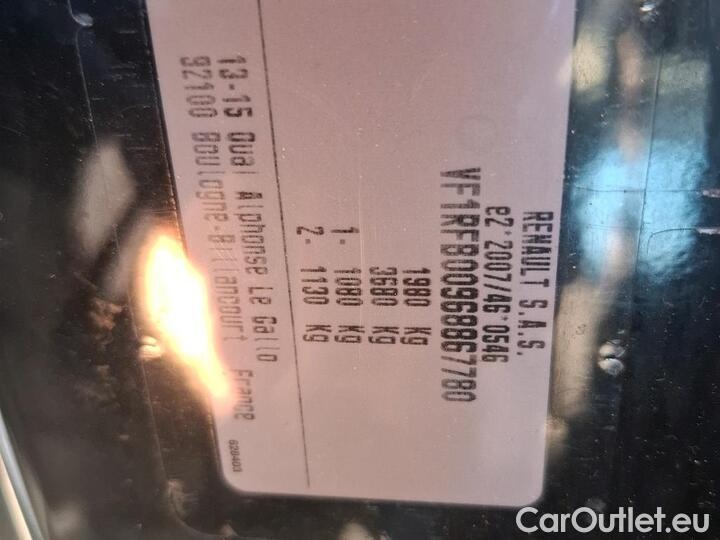 RENAULT S.A.S.
e2*2007/46*0546
VF1RFB00968867780
1980 Kg
3680 Kg
1- 1080 Kg
2- 1130 Kg
13-15 Quai Alphonse Le Gallo
92100 Boulogne-Billancourt France
628403
CarOutlet.eu